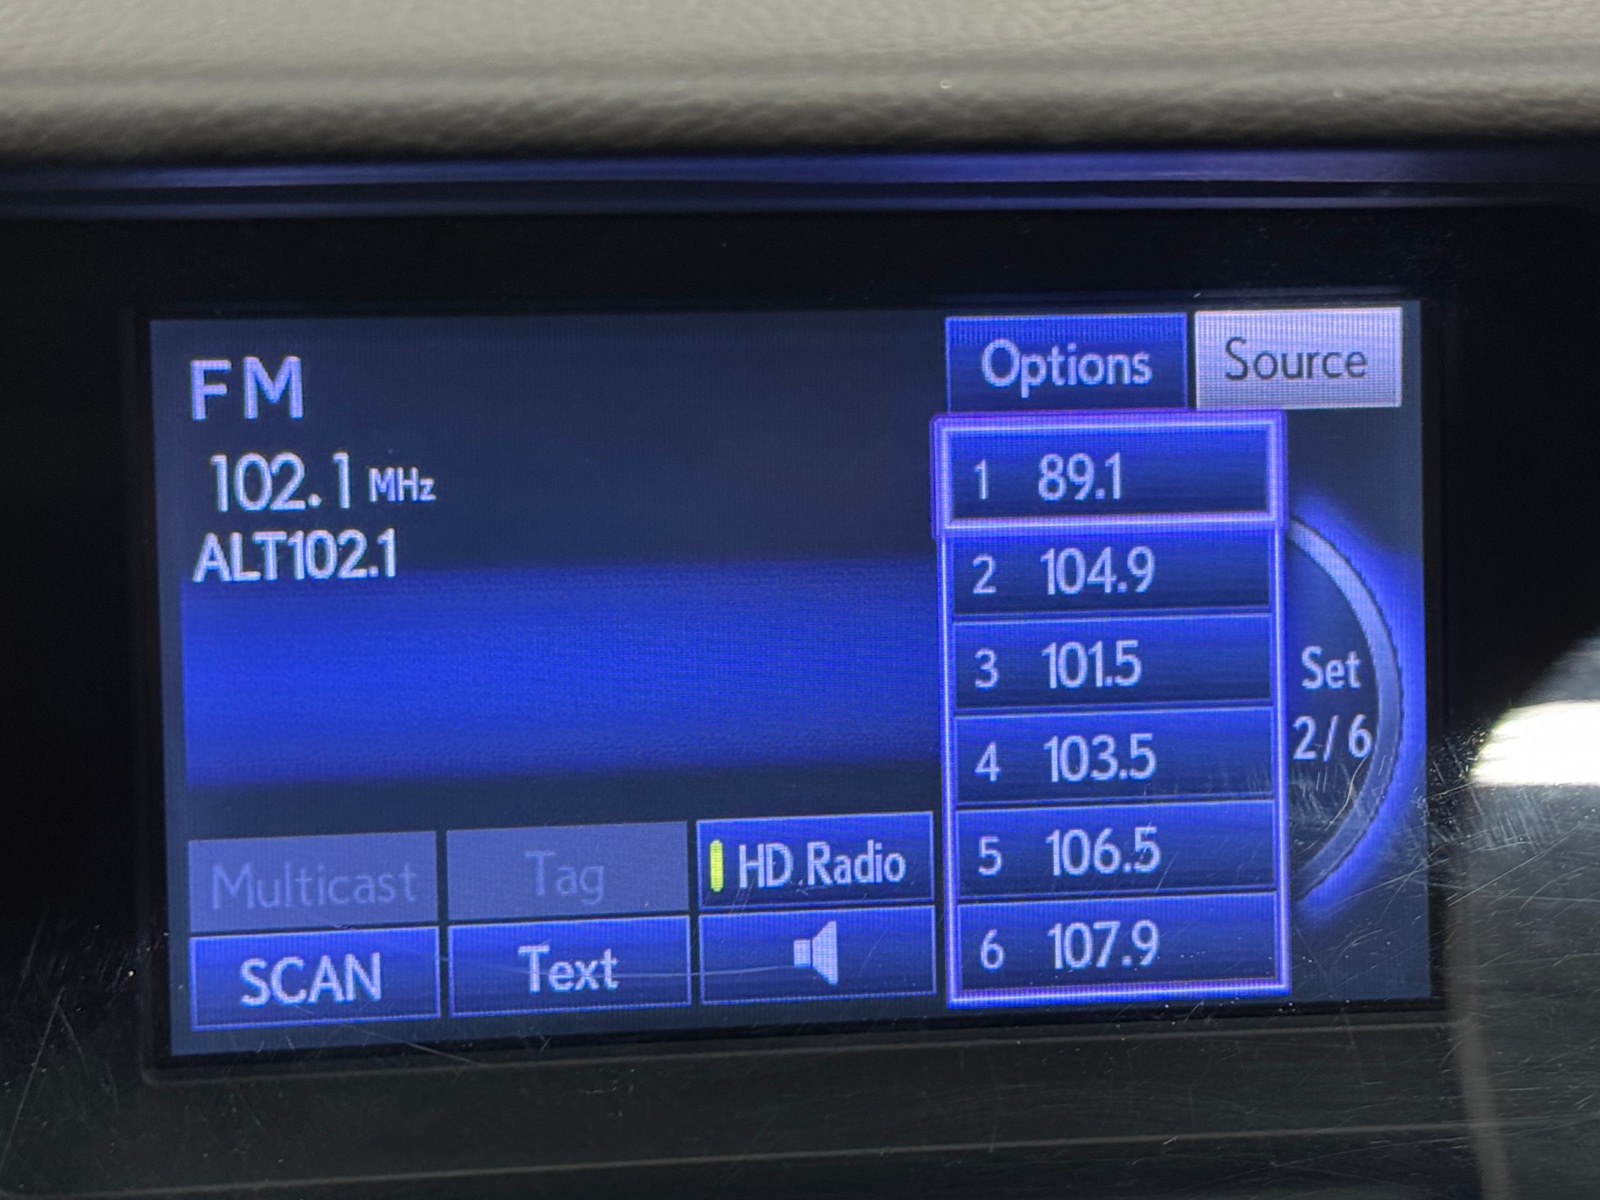 FM
102.1 MHz
ALT102.1
Options
Source
1 89.1
2 104.9
3 101.5
4 103.5
5 106.5
6 107.9
Set
2/6
Multicast
Tag
HD Radio
SCAN
Text